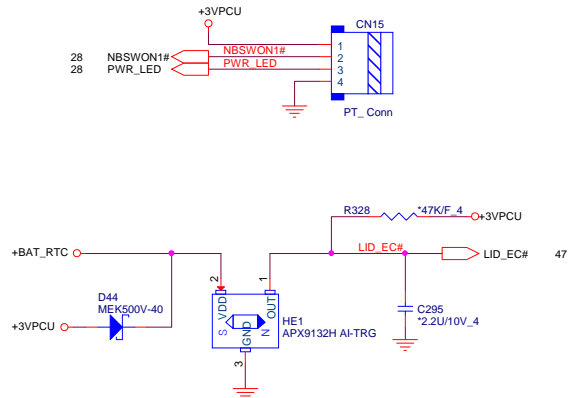 +3VPCU
CN15
28 NBSWON1# NBSWON1# 1
28 PWR_LED PWR_LED 2
3
4
PT_ Conn
R328 *47K/F_4 +3VPCU
+BAT_RTC LID_EC# LID_EC# 47
2 1
D44
MEK500V-40
VDD OUT
C295
*2.2U/10V_4
+3VPCU
S GND N
HE1
APX9132H AI-TRG
3